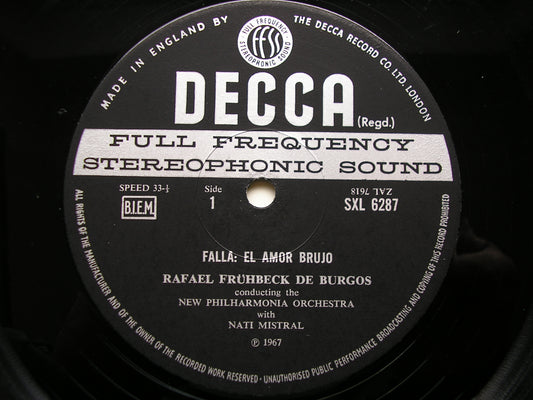 MADE IN ENGLAND BY THE DECCA RECORD CO. LTD. LONDON
FULL FREQUENCY
ffss
STEREOPHONIC SOUND
DECCA
(Regd.)
FULL FREQUENCY
STEREOPHONIC SOUND
SPEED 33-⅓
Side
1
ZAL 7618
SXL 6287
B.I.E.M.
FALLA: EL AMOR BRUJO
RAFAEL FRÜHBECK DE BURGOS
conducting the
NEW PHILHARMONIA ORCHESTRA
with
NATI MISTRAL
℗ 1967
ALL RIGHTS OF THE MANUFACTURER AND OF THE OWNER OF THE RECORDED WORK RESERVED · UNAUTHORISED PUBLIC PERFORMANCE BROADCASTING AND COPYING OF THIS RECORD PROHIBITED